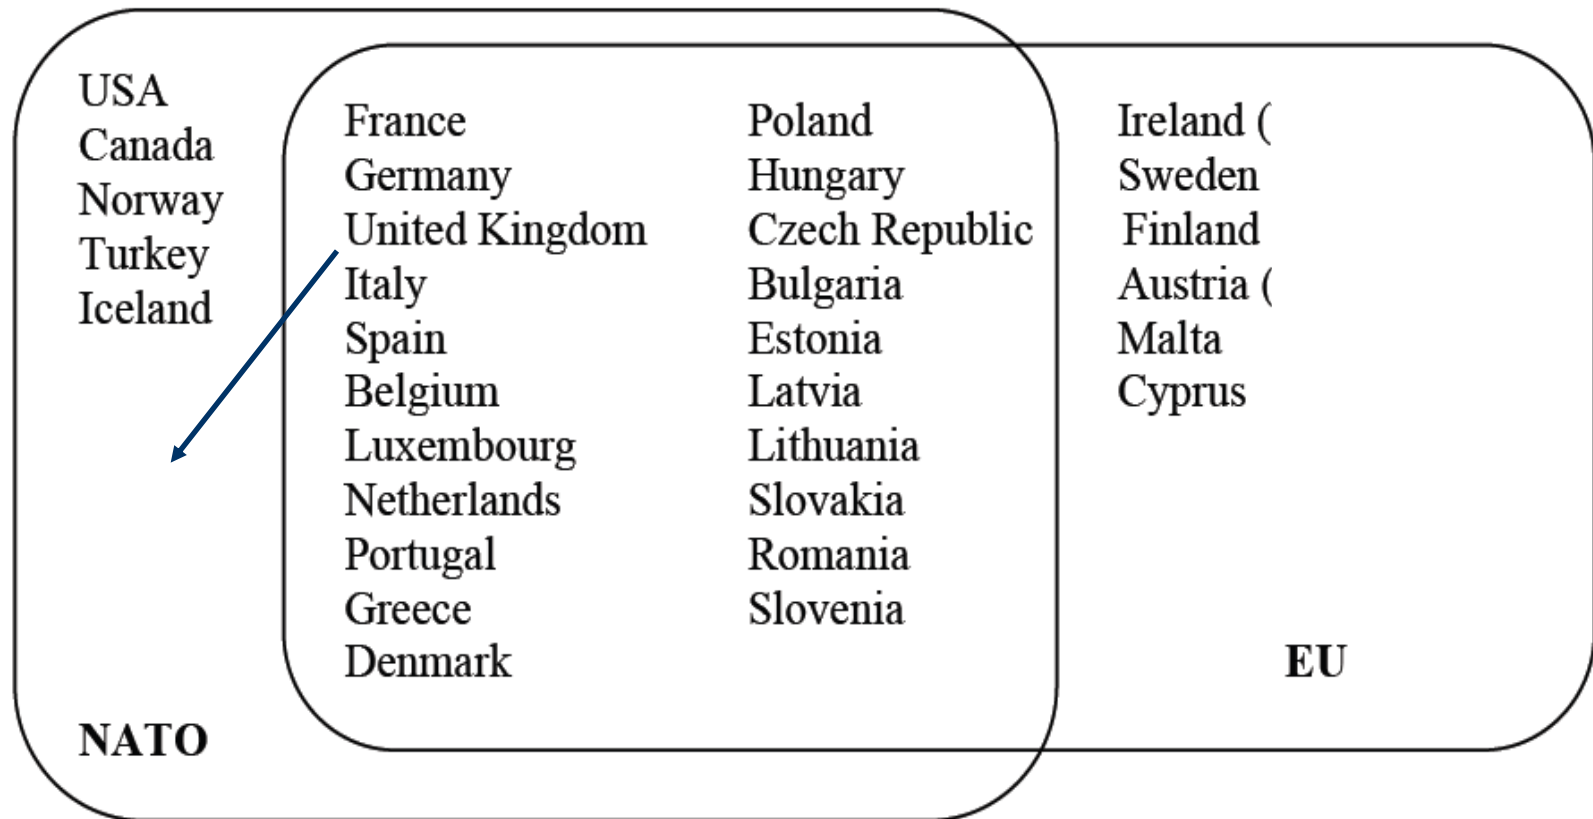 USA
Canada
Norway
Turkey
Iceland
NATO
France
Germany
United Kingdom
Italy
Spain
Belgium
Luxembourg
Netherlands
Portugal
Greece
Denmark
Poland
Hungary
Czech Republic
Bulgaria
Estonia
Latvia
Lithuania
Slovakia
Romania
Slovenia
Ireland (
Sweden
Finland
Austria (
Malta
Cyprus
EU